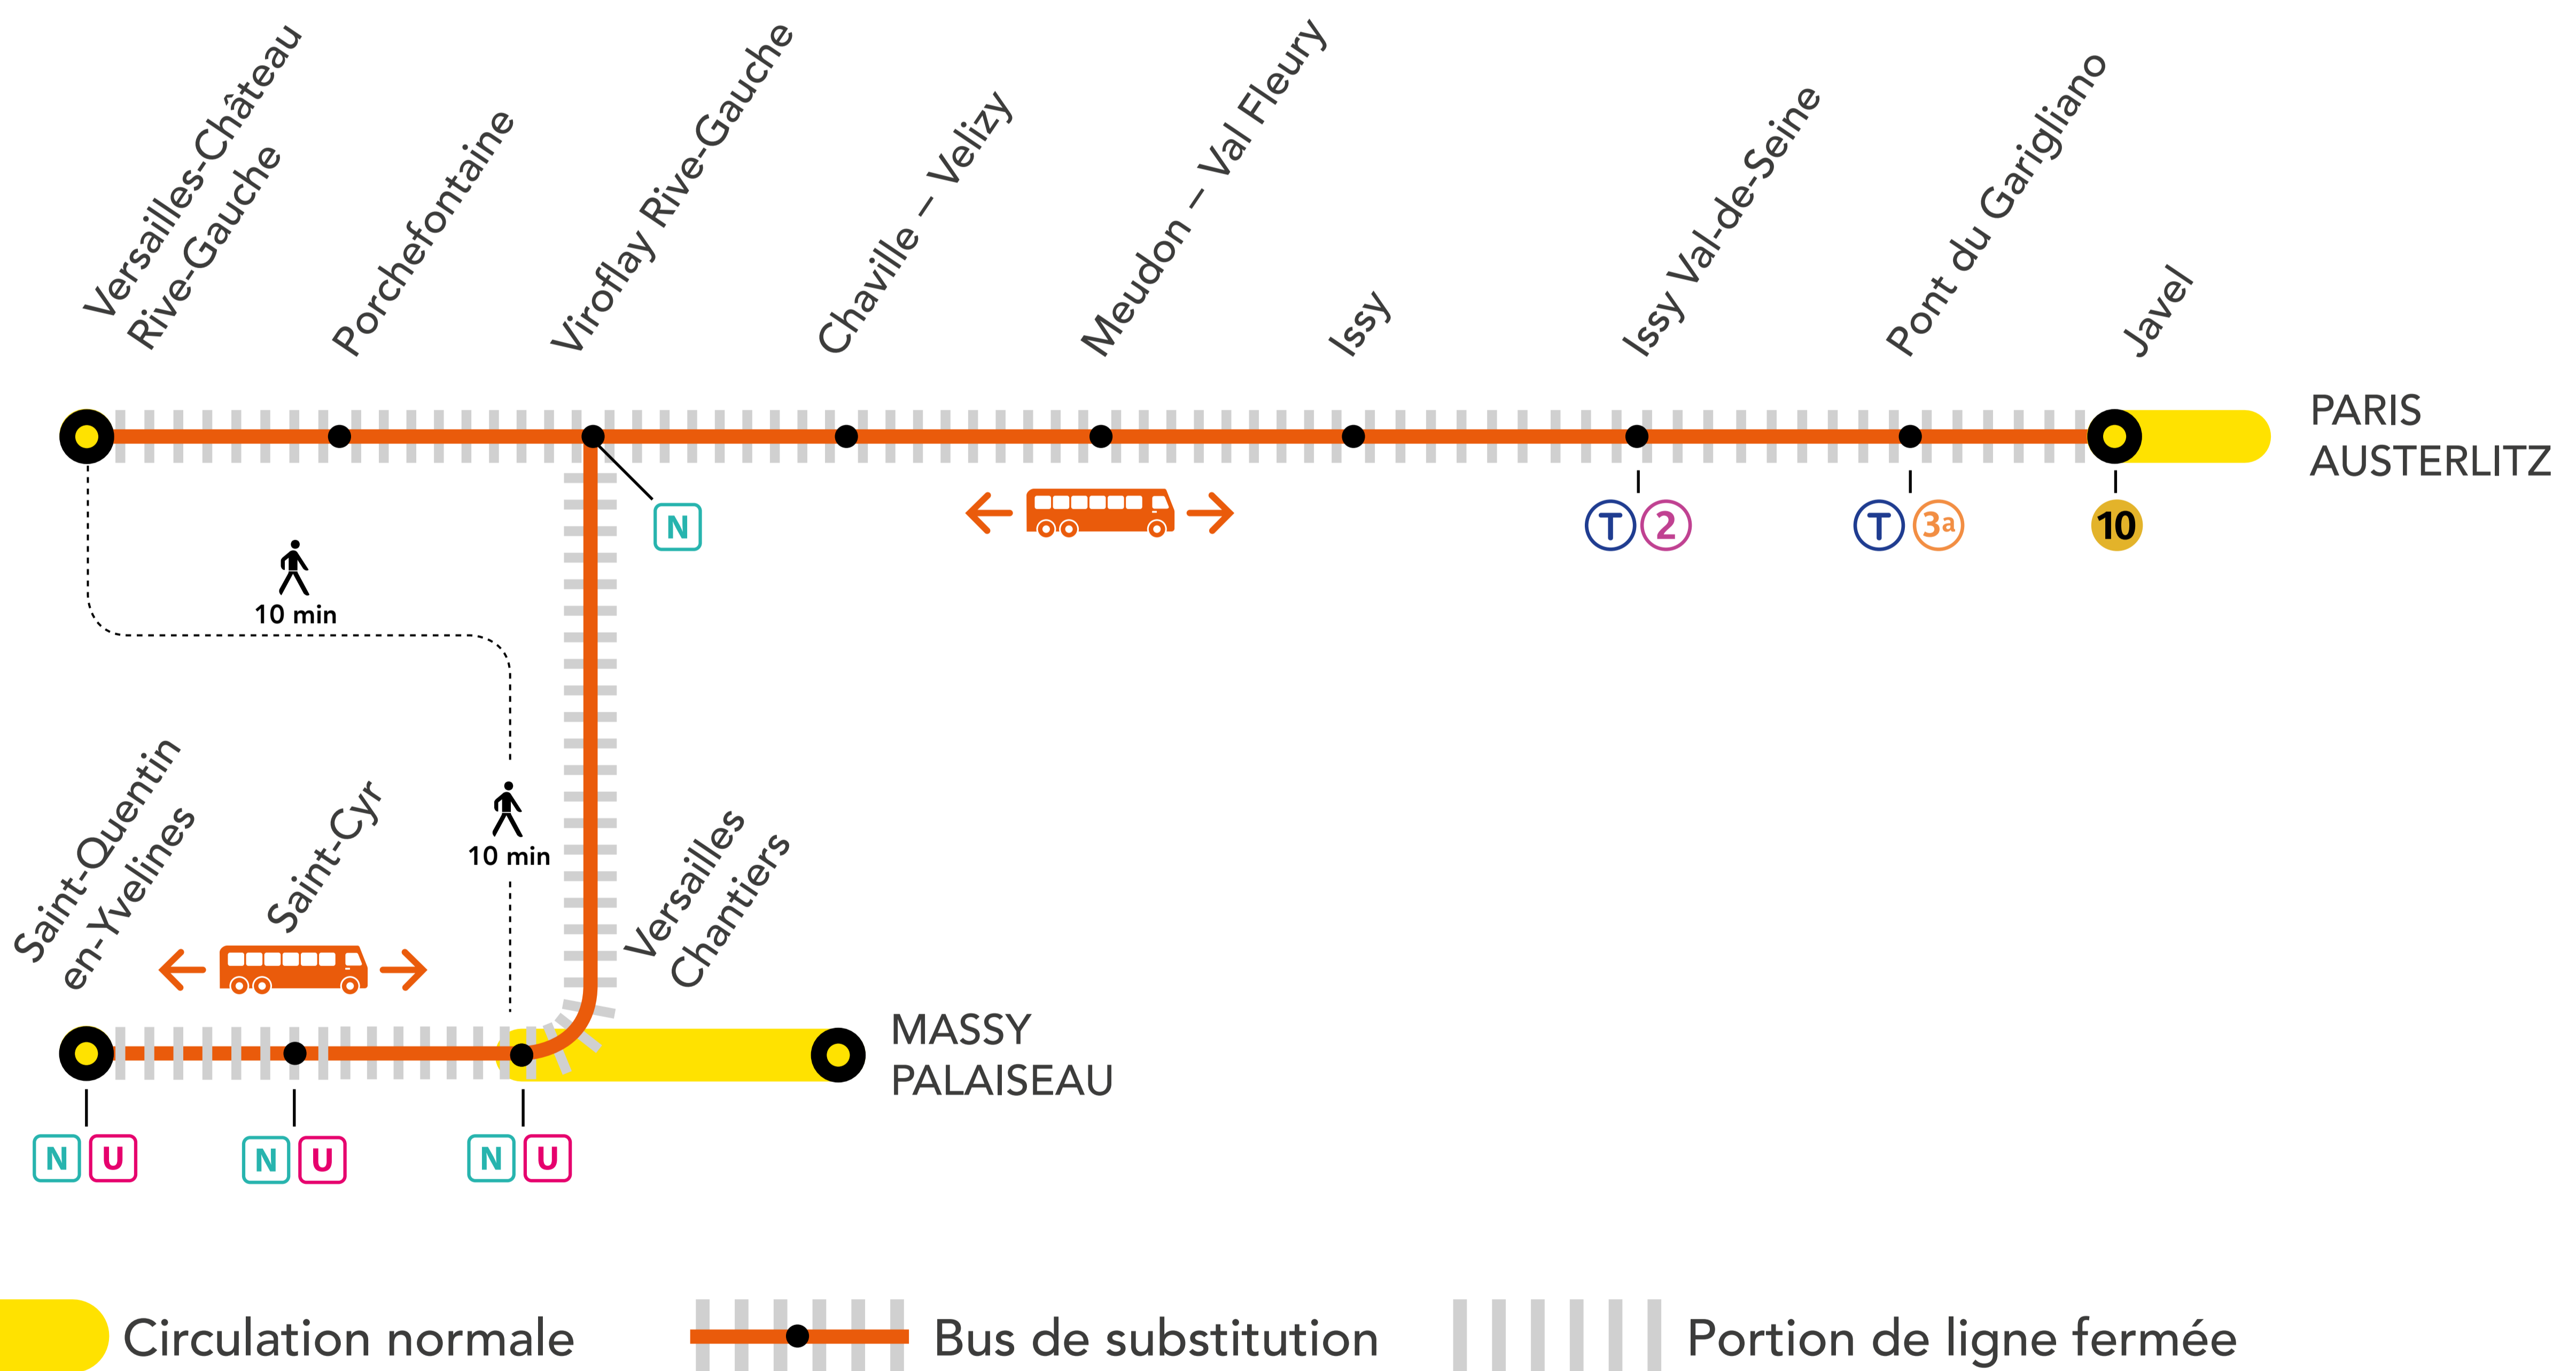 Versailles-Château
Rive-Gauche
Porchefontaine
Viroflay Rive-Gauche
Chaville – Velizy
Meudon – Val Fleury
Issy
Issy Val-de-Seine
Pont du Garigliano
Javel
PARIS
AUSTERLITZ
N
T 2
T 3a
10
10 min
10 min
Saint-Quentin
en-Yvelines
Saint-Cyr
Versailles
Chantiers
MASSY
PALAISEAU
N U
N U
N U
Circulation normale
Bus de substitution
Portion de ligne fermée